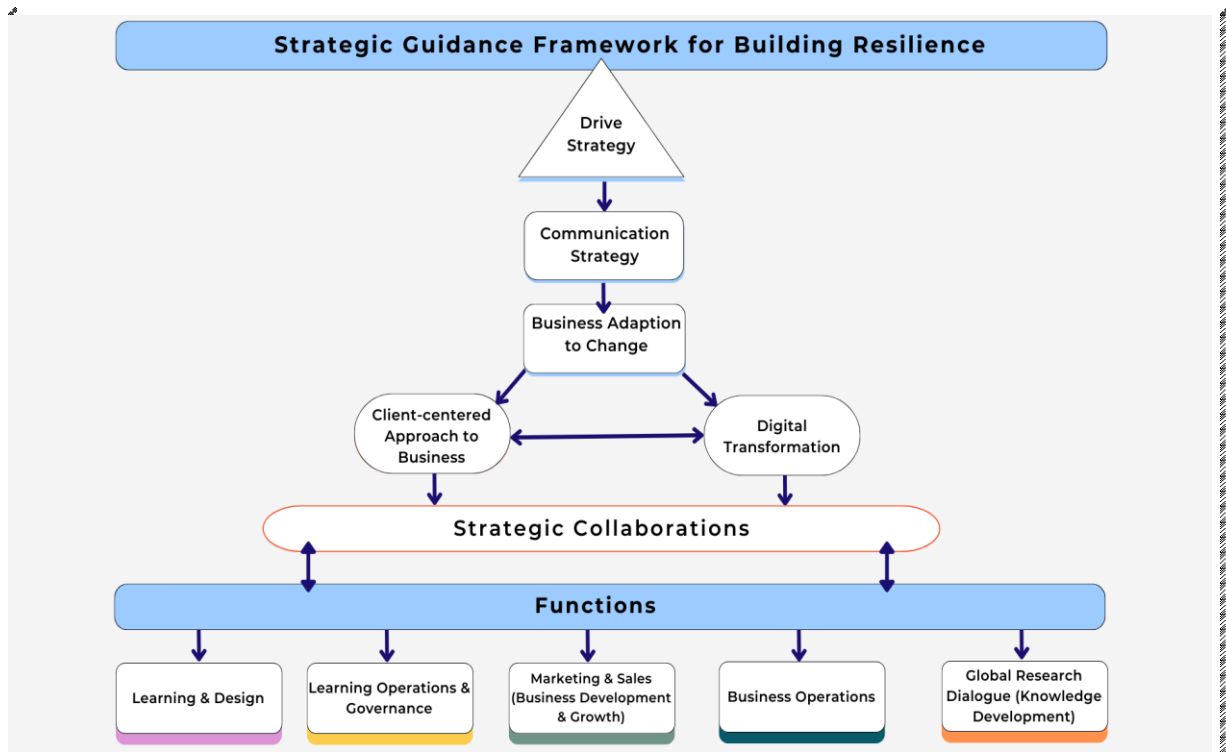 Strategic Guidance Framework for Building Resilience
Drive
Strategy
Communication
Strategy
Business Adaption
to Change
Client-centered
Approach to
Business
Digital
Transformation
Strategic Collaborations
Functions
Learning & Design
Learning Operations &
Governance
Marketing & Sales
(Business Development
& Growth)
Business Operations
Global Research
Dialogue (Knowledge
Development)